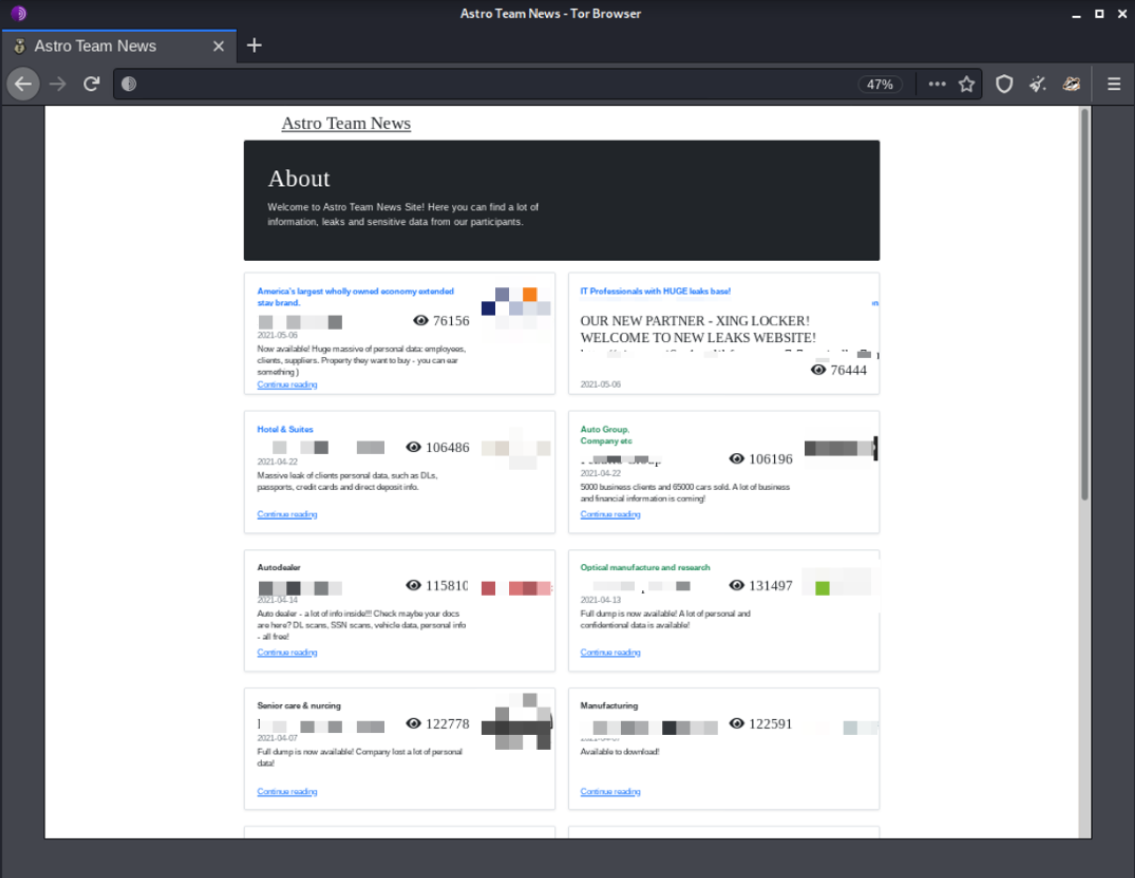 Astro Team News - Tor Browser
Astro Team News
47%
Astro Team News
About
Welcome to Astro Team News Site! Here you can find a lot of
information, leaks and sensitive data from our participants.
America's largest wholly owned economy extended
stay brand.
76156
2021-05-06
Now available! Huge massive of personal data: employees,
clients, suppliers. Property they want to buy - you can ear
something )
Continue reading
IT Professionals with HUGE leaks base!
OUR NEW PARTNER - XING LOCKER!
WELCOME TO NEW LEAKS WEBSITE!
76444
2021-05-06
Hotel & Suites
106486
2021-04-22
Massive leak of clients personal data, such as DLs,
passports, credit cards and direct deposit info.
Continue reading
Auto Group.
Company etc
106196
2021-04-22
5000 business clients and 65000 cars sold. A lot of business
and financial information is coming!
Continue reading
Autodealer
115810
2021-04-14
Auto dealer - a lot of info inside!!! Check maybe your docs
are here? DL scans, SSN scans, vehicle data, personal info
- all free!
Continue reading
Optical manufacture and research
131497
2021-04-13
Full dump is now available! A lot of personal and
confidentional data is available!
Continue reading
Senior care & nurcing
122778
2021-04-07
Full dump is now available! Company lost a lot of personal
data!
Continue reading
Manufacturing
122591
Available to download!
Continue reading